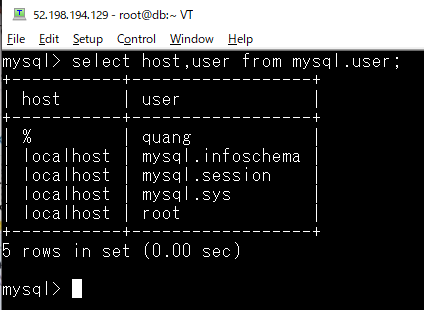 52.198.194.129 - root@db:~ VT
File Edit Setup Control Window Help
mysql> select host,user from mysql.user;
+-----------+------------------+
| host      | user             |
+-----------+------------------+
| %         | quang            |
| localhost | mysql.infoschema |
| localhost | mysql.session    |
| localhost | mysql.sys        |
| localhost | root             |
+-----------+------------------+
5 rows in set (0.00 sec)
mysql>